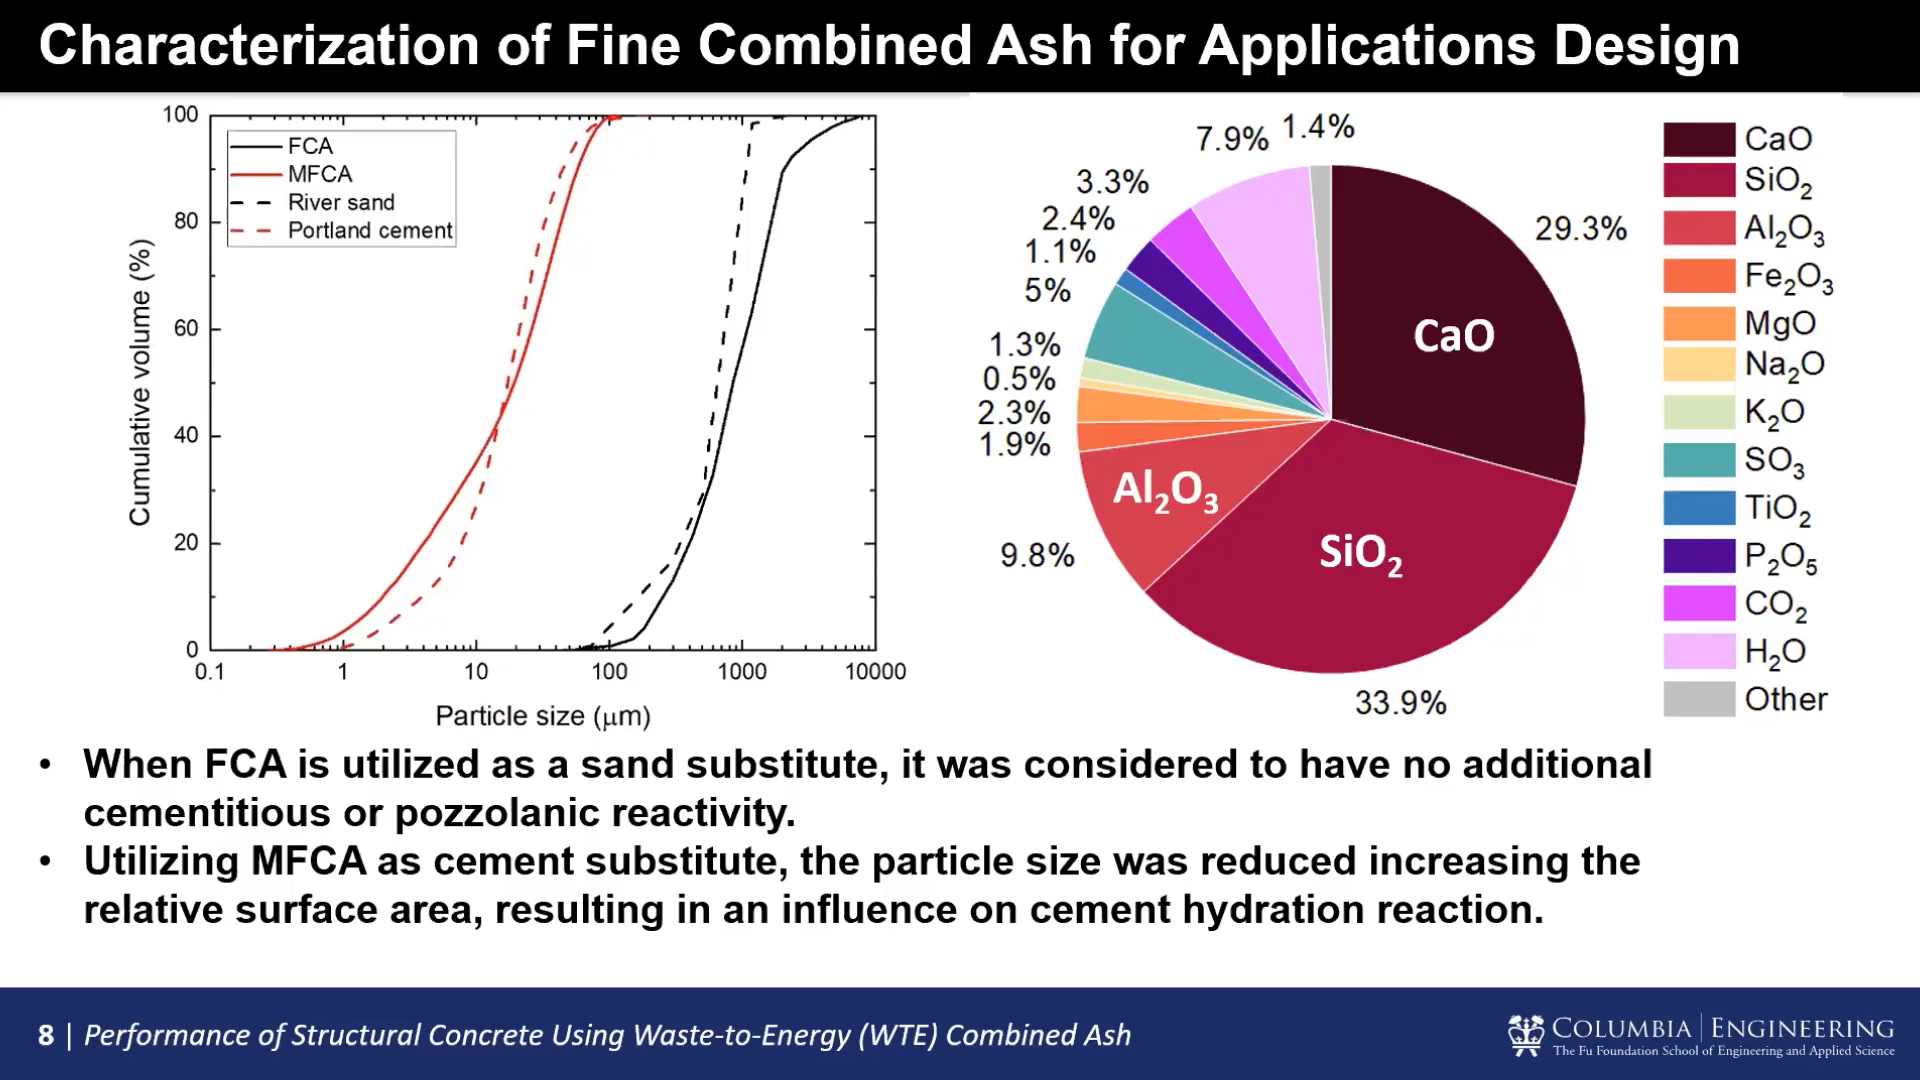 Characterization of Fine Combined Ash for Applications Design
100
80
60
40
20
0
0.1
1
10
100
1000
10000
Cumulative volume (%)
Particle size (μm)
FCA
MFCA
River sand
Portland cement
7.9%
1.4%
3.3%
2.4%
1.1%
5%
1.3%
0.5%
2.3%
1.9%
9.8%
33.9%
29.3%
CaO
Al₂O₃
SiO₂
CaO
SiO₂
Al₂O₃
Fe₂O₃
MgO
Na₂O
K₂O
SO₃
TiO₂
P₂O₅
CO₂
H₂O
Other
• When FCA is utilized as a sand substitute, it was considered to have no additional
cementitious or pozzolanic reactivity.
• Utilizing MFCA as cement substitute, the particle size was reduced increasing the
relative surface area, resulting in an influence on cement hydration reaction.
8 | Performance of Structural Concrete Using Waste-to-Energy (WTE) Combined Ash
COLUMBIA | ENGINEERING
The Fu Foundation School of Engineering and Applied Science